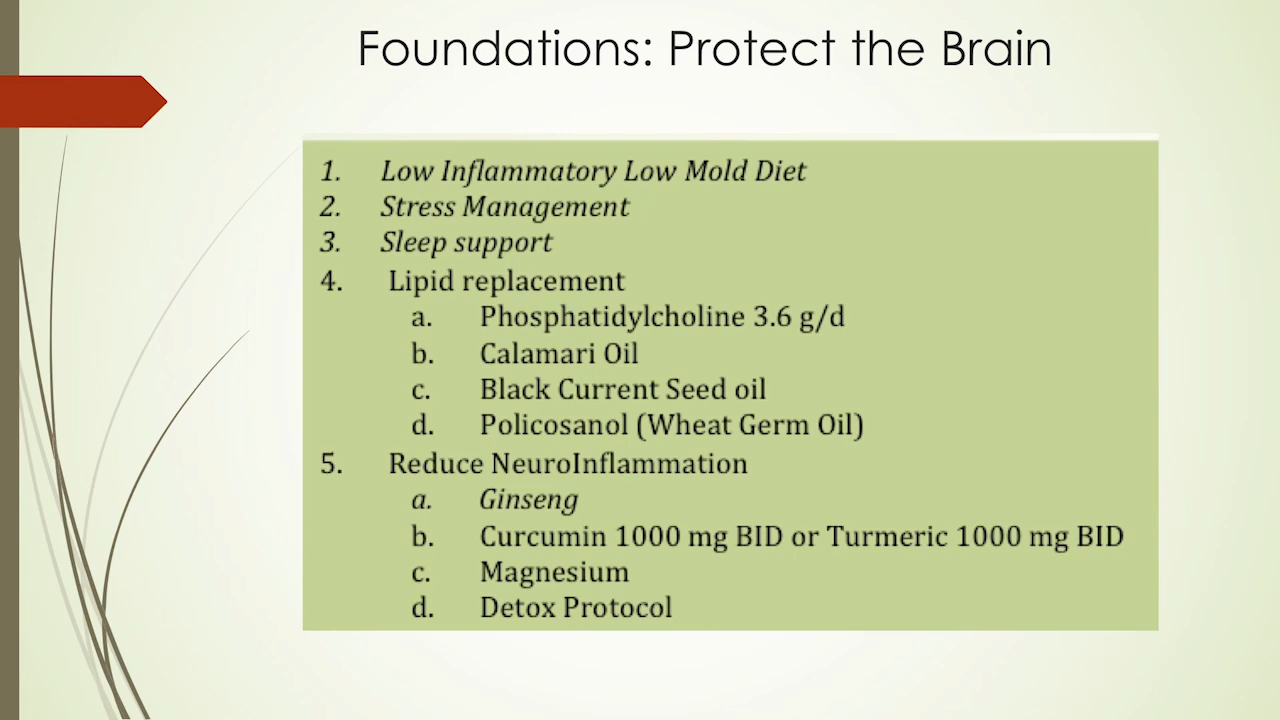 Foundations: Protect the Brain
1. Low Inflammatory Low Mold Diet
2. Stress Management
3. Sleep support
4. Lipid replacement
a. Phosphatidylcholine 3.6 g/d
b. Calamari Oil
c. Black Current Seed oil
d. Policosanol (Wheat Germ Oil)
5. Reduce NeuroInflammation
a. Ginseng
b. Curcumin 1000 mg BID or Turmeric 1000 mg BID
c. Magnesium
d. Detox Protocol